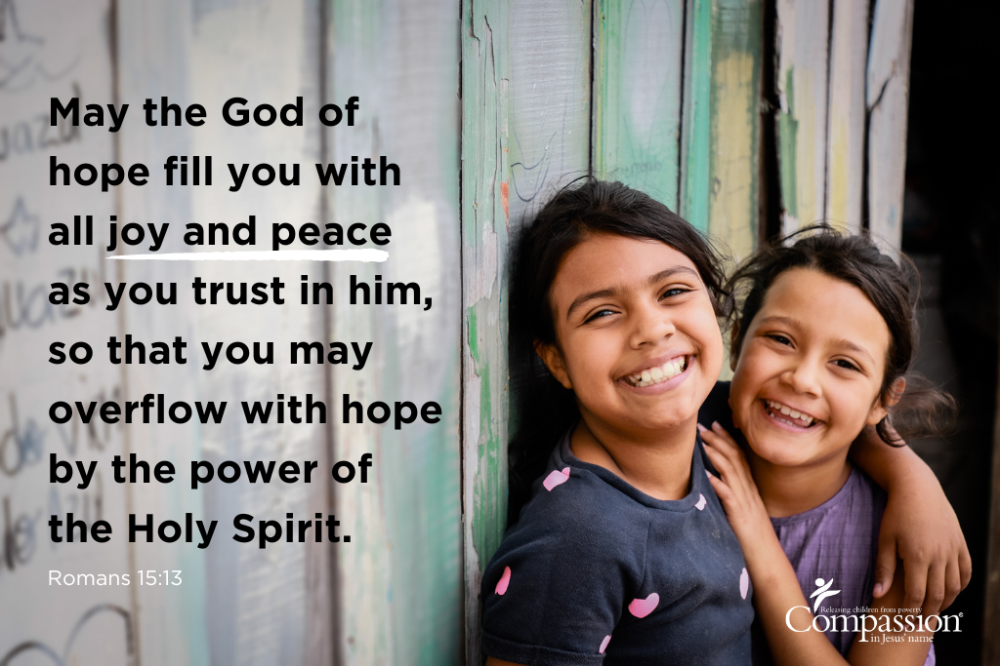 May the God of
hope fill you with
all joy and peace
as you trust in him,
so that you may
overflow with hope
by the power of
the Holy Spirit.
Romans 15:13
Releasing children from poverty
Compassion®
in Jesus' name